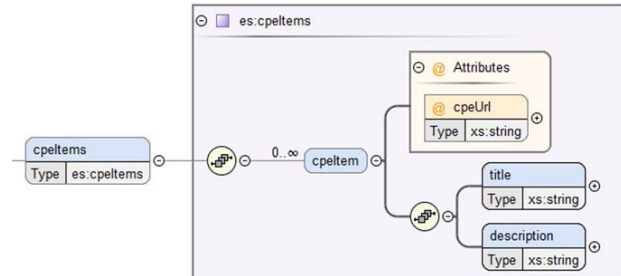 es:cpeItems
@ Attributes
@ cpeUrl
Type xs:string
cpeItems
Type es:cpeItems
0..∞
cpeItem
title
Type xs:string
description
Type xs:string